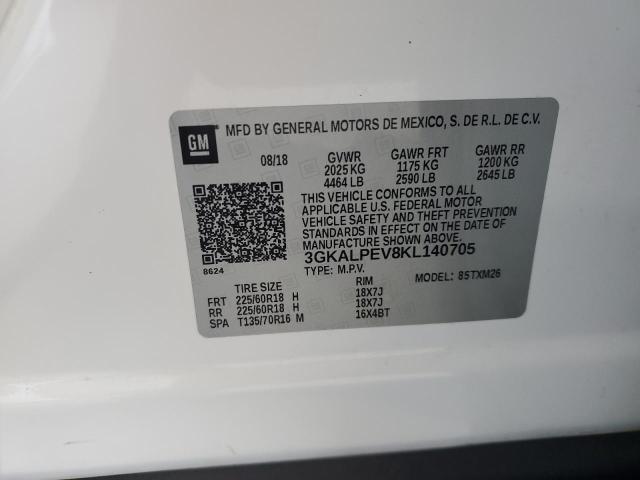 GM
MFD BY GENERAL MOTORS DE MEXICO, S. DE R.L. DE C.V.
08/18 GVWR GAWR FRT GAWR RR
2025 KG 1175 KG 1200 KG
4464 LB 2590 LB 2645 LB
THIS VEHICLE CONFORMS TO ALL
APPLICABLE U.S. FEDERAL MOTOR
VEHICLE SAFETY AND THEFT PREVENTION
STANDARDS IN EFFECT ON THE DATE OF
MANUFACTURE SHOWN ABOVE.
3GKALPEV8KL140705
8624
TYPE: M.P.V. MODEL: 85TXM26
TIRE SIZE RIM
FRT 225/60R18 H 18X7J
RR 225/60R18 H 18X7J
SPA T135/70R16 M 16X4BT